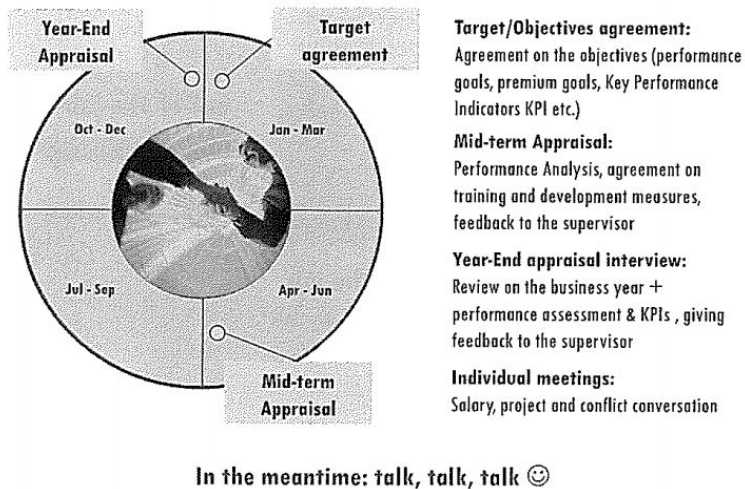 Year-End
Appraisal
Target
agreement
Oct - Dec
Jan - Mar
Jul - Sep
Apr - Jun
Mid-term
Appraisal
Target/Objectives agreement:
Agreement on the objectives (performance
goals, premium goals, Key Performance
Indicators KPI etc.)
Mid-term Appraisal:
Performance Analysis, agreement on
training and development measures,
feedback to the supervisor
Year-End appraisal interview:
Review on the business year +
performance assessment & KPIs , giving
feedback to the supervisor
Individual meetings:
Salary, project and conflict conversation
In the meantime: talk, talk, talk ☺